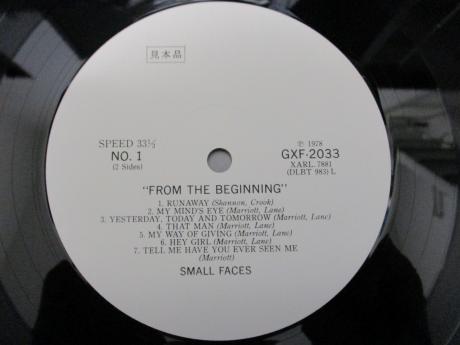 見本品
SPEED 33⅓
NO. 1
(2 Sides)
Ⓟ 1978
GXF-2033
XARL. 7881
(DLBT 983) L
"FROM THE BEGINNING"
1. RUNAWAY (Shannon, Crook)
2. MY MIND'S EYE (Marriott, Lane)
3. YESTERDAY, TODAY AND TOMORROW (Marriott, Lane)
4. THAT MAN (Marriott, Lane)
5. MY WAY OF GIVING (Marriott, Lane)
6. HEY GIRL (Marriott, Lane)
7. TELL ME HAVE YOU EVER SEEN ME
(Marriott)
SMALL FACES